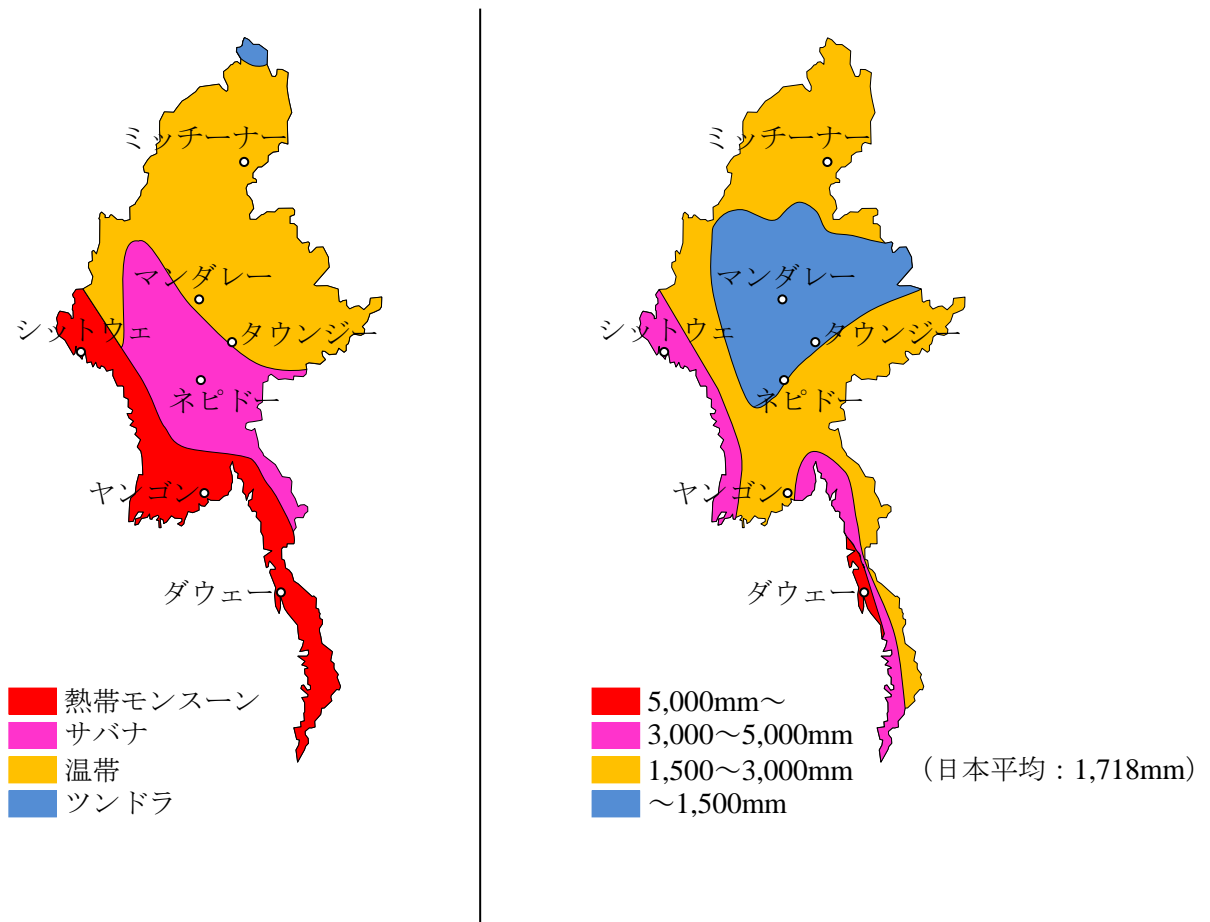 ミッチーナー
マンダレー
シットウェ
タウンジー
ネピドー
ヤンゴン
ダウェー
熱帯モンスーン
サバナ
温帯
ツンドラ
ミッチーナー
マンダレー
シットウェ
タウンジー
ネピドー
ヤンゴン
ダウェー
5,000mm～
3,000～5,000mm
1,500～3,000mm
（日本平均：1,718mm）
～1,500mm